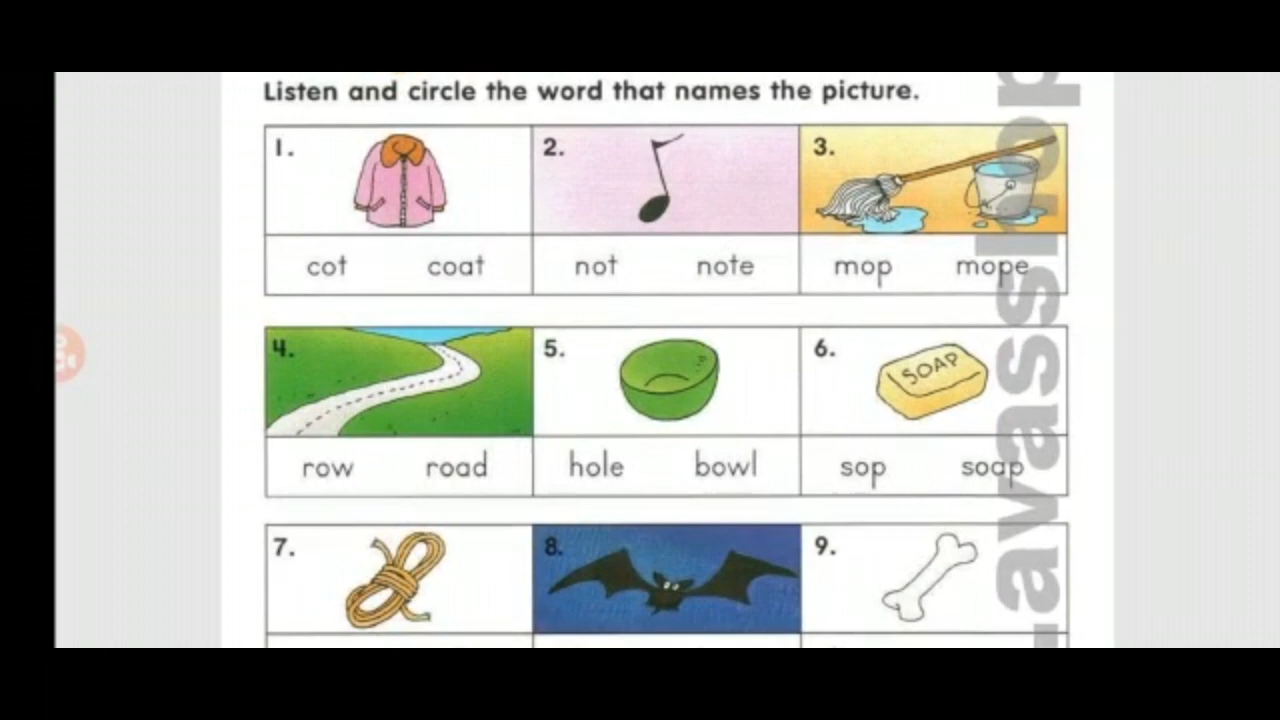 Listen and circle the word that names the picture.
1. 2. 3.
cot coat not note mop mope
4. 5. 6.
SOAP
row road hole bowl sop soap
7. 8. 9.